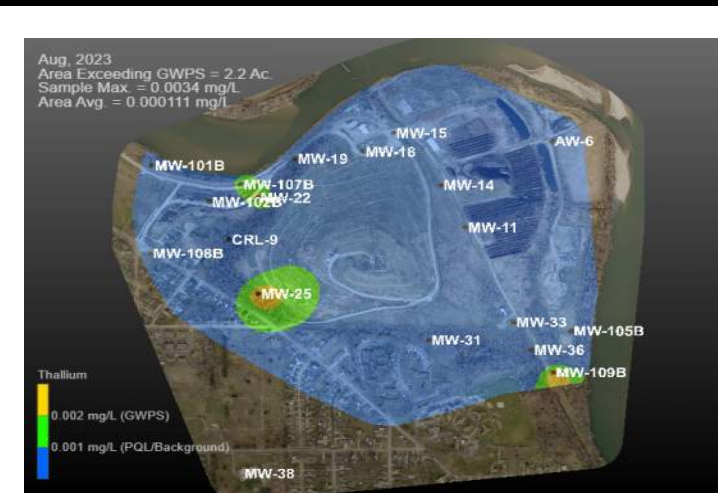 Aug, 2023
Area Exceeding GWPS = 2.2 Ac.
Sample Max. = 0.0034 mg/L
Area Avg. = 0.000111 mg/L
MW-15
AW-6
MW-19
MW-16
MW-101B
MW-107B
MW-14
MW-22
MW-102B
MW-11
CRL-9
MW-108B
MW-25
MW-33
MW-105B
MW-31
MW-36
MW-109B
Thallium
0.002 mg/L (GWPS)
0.001 mg/L (PQL/Background)
MW-38